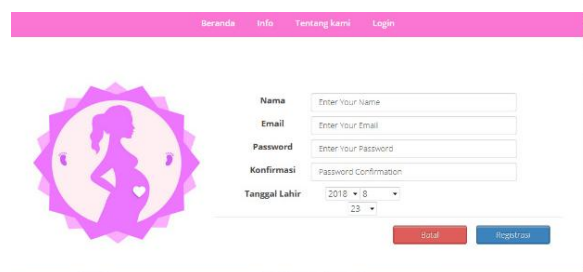 Beranda Info Tentang kami Login
Nama Enter Your Name
Email Enter Your Email
Password Enter Your Password
Konfirmasi Password Confirmation
Tanggal Lahir 2018 8
23
Batal Registrasi